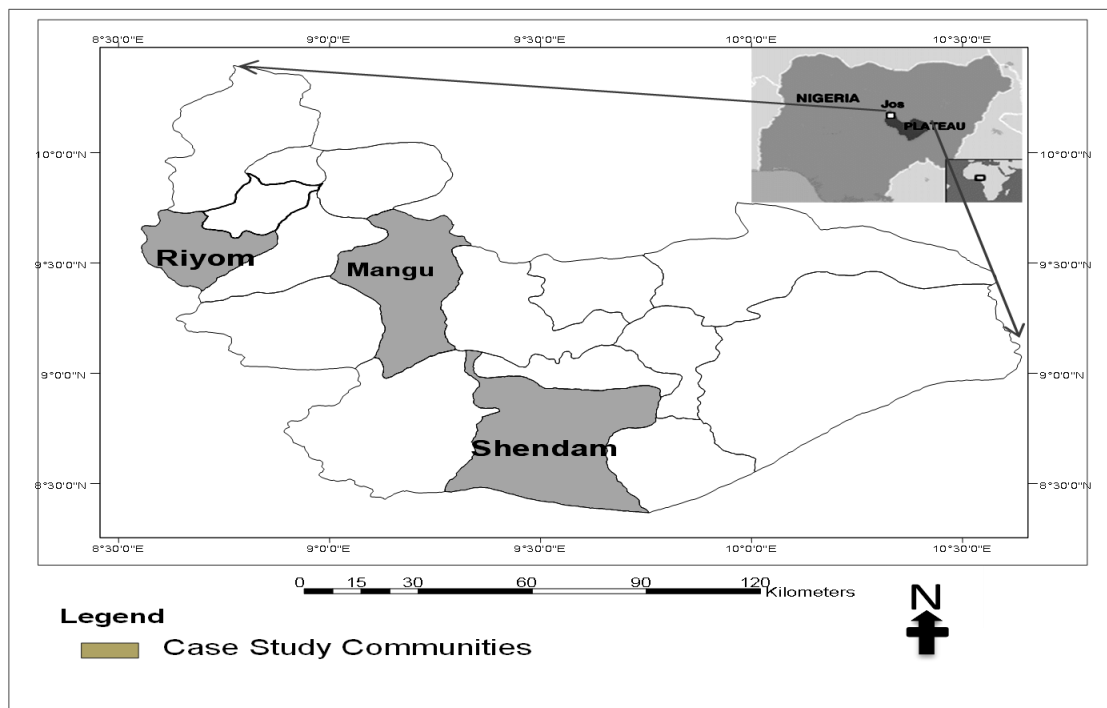 8°30'0"E 9°0'0"E 9°30'0"E 10°0'0"E 10°30'0"E
NIGERIA
Jos
PLATEAU
10°0'0"N 10°0'0"N
9°30'0"N 9°30'0"N
Riyom
Mangu
9°0'0"N 9°0'0"N
Shendam
8°30'0"N 8°30'0"N
8°30'0"E 9°0'0"E 9°30'0"E 10°0'0"E 10°30'0"E
0 15 30 60 90 120
Kilometers
N
Legend
Case Study Communities